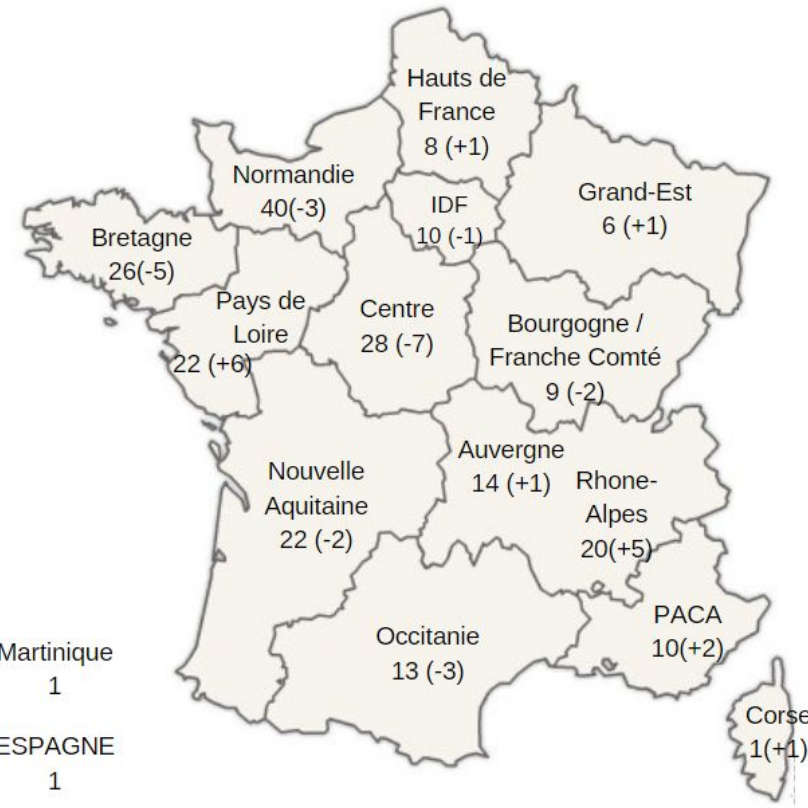 Hauts de
France
8 (+1)
Normandie
40(-3)
IDF
10 (-1)
Grand-Est
6 (+1)
Bretagne
26(-5)
Pays de
Loire
22 (+6)
Centre
28 (-7)
Bourgogne /
Franche Comté
9 (-2)
Auvergne
14 (+1)
Rhone-
Alpes
20(+5)
Nouvelle
Aquitaine
22 (-2)
Occitanie
13 (-3)
PACA
10(+2)
Corse
1(+1)
Martinique
1
ESPAGNE
1